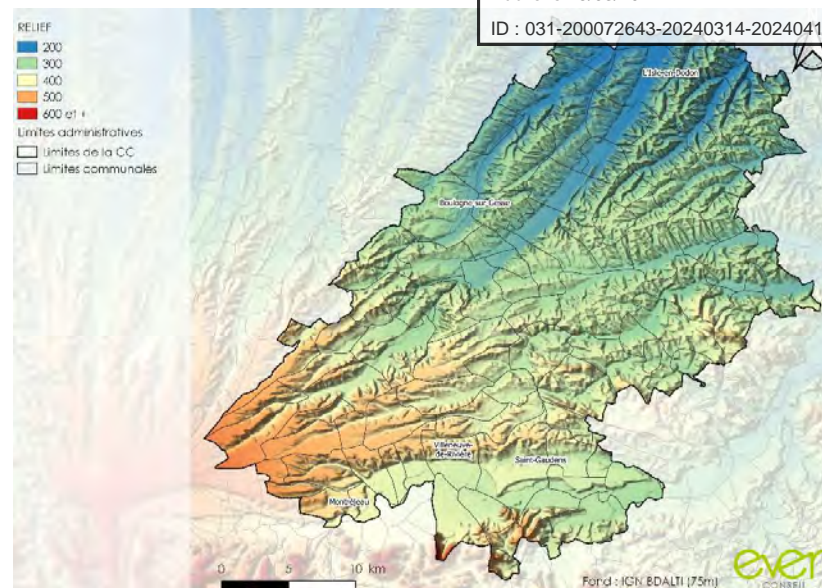 ID : 031-200072643-20240314-2024041
RELIEF
200
300
400
500
600 et +
Limites administratives
Limites de la CC
Limites communales
L'Isle-en-Dodon
Boulogne-sur-Gesse
Villeneuve-
de-Rivière
Saint-Gaudens
Montréjeau
0 5 10 km
Fond : IGN BDALTI (75m)
even
CONSEIL